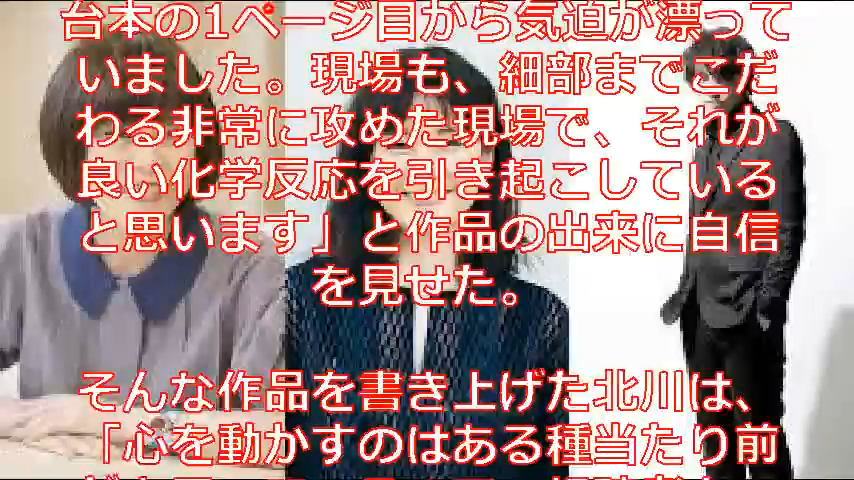 台本の1ページ目から気迫が漂って
いました。現場も、細部までこだ
わる非常に攻めた現場で、それが
良い化学反応を引き起こしている
と思います」と作品の出来に自信
を見せた。
そんな作品を書き上げた北川は、
「心を動かすのはある種当たり前